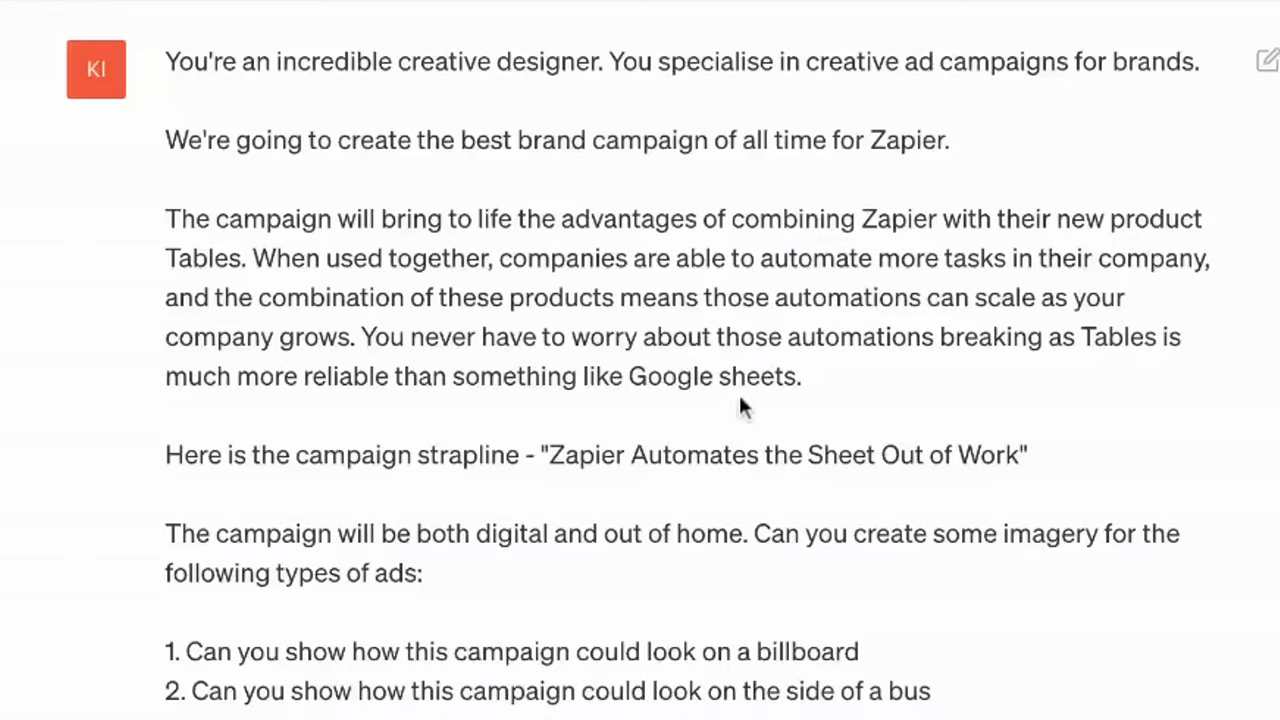 KI
You're an incredible creative designer. You specialise in creative ad campaigns for brands.
We're going to create the best brand campaign of all time for Zapier.
The campaign will bring to life the advantages of combining Zapier with their new product
Tables. When used together, companies are able to automate more tasks in their company,
and the combination of these products means those automations can scale as your
company grows. You never have to worry about those automations breaking as Tables is
much more reliable than something like Google sheets.
Here is the campaign strapline - "Zapier Automates the Sheet Out of Work"
The campaign will be both digital and out of home. Can you create some imagery for the
following types of ads:
1. Can you show how this campaign could look on a billboard
2. Can you show how this campaign could look on the side of a bus